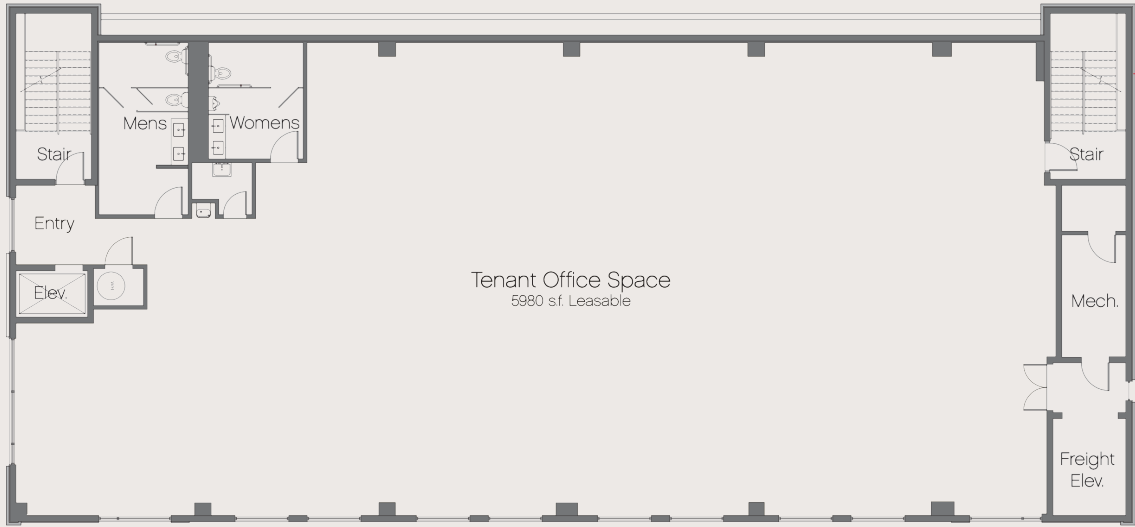 Mens
Womens
Stair
Stair
Entry
Elev.
Tenant Office Space
5980 s.f. Leasable
Mech.
Freight
Elev.